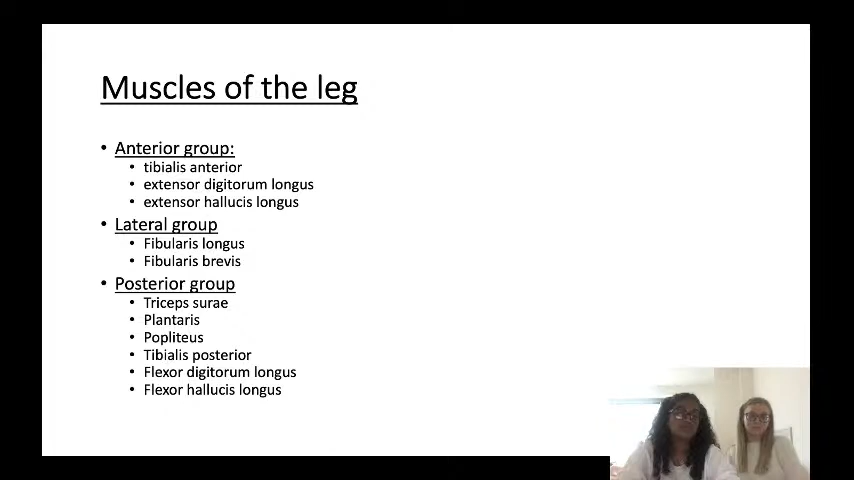 Muscles of the leg
• Anterior group:
• tibialis anterior
• extensor digitorum longus
• extensor hallucis longus
• Lateral group
• Fibularis longus
• Fibularis brevis
• Posterior group
• Triceps surae
• Plantaris
• Popliteus
• Tibialis posterior
• Flexor digitorum longus
• Flexor hallucis longus